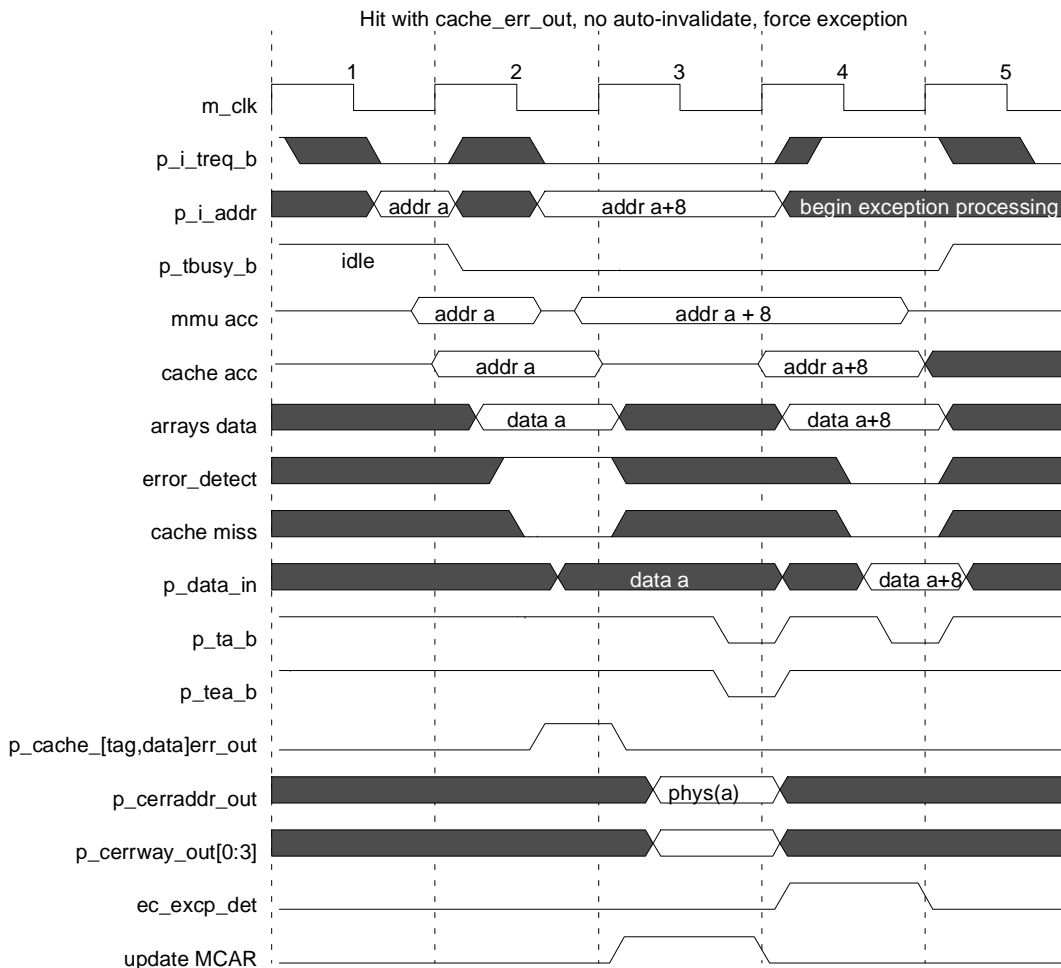 Hit with cache_err_out, no auto-invalidate, force exception
1 2 3 4 5
m_clk
p_i_treq_b
p_i_addr addr a addr a+8 begin exception processing
p_tbusy_b idle
mmu acc addr a addr a + 8
cache acc addr a addr a+8
arrays data data a data a+8
error_detect
cache miss
p_data_in data a data a+8
p_ta_b
p_tea_b
p_cache_[tag,data]err_out
p_cerraddr_out phys(a)
p_cerrway_out[0:3]
ec_excp_det
update MCAR